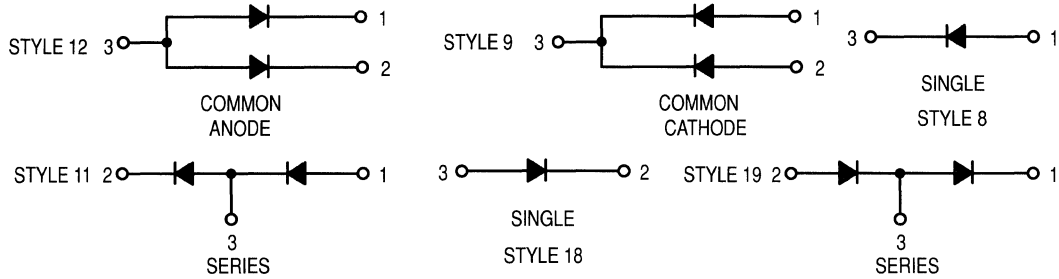 STYLE 12 3 1
2
COMMON
ANODE
STYLE 9 3 1
2
COMMON
CATHODE
3 1
SINGLE
STYLE 8
STYLE 11 2 1
3
SERIES
3 2
SINGLE
STYLE 18
STYLE 19 2 1
3
SERIES